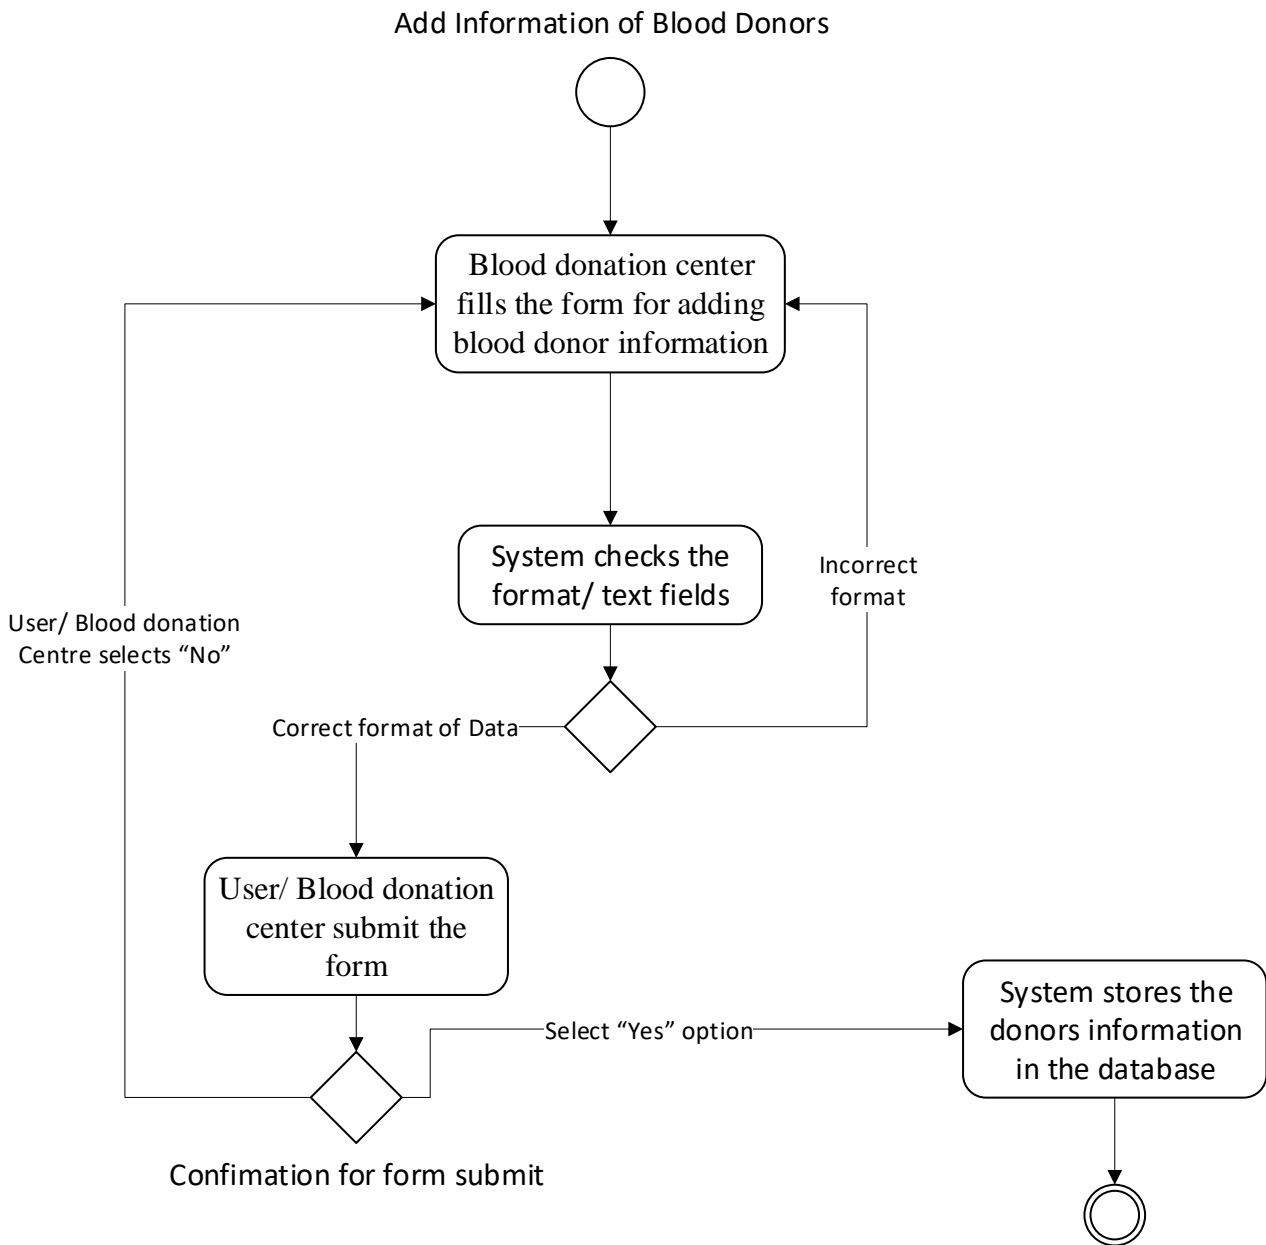 Add Information of Blood Donors
Blood donation center
fills the form for adding
blood donor information
System checks the
format/ text fields
Incorrect
format
User/ Blood donation
Centre selects “No”
Correct format of Data
User/ Blood donation
center submit the
form
Select “Yes” option
System stores the
donors information
in the database
Confimation for form submit